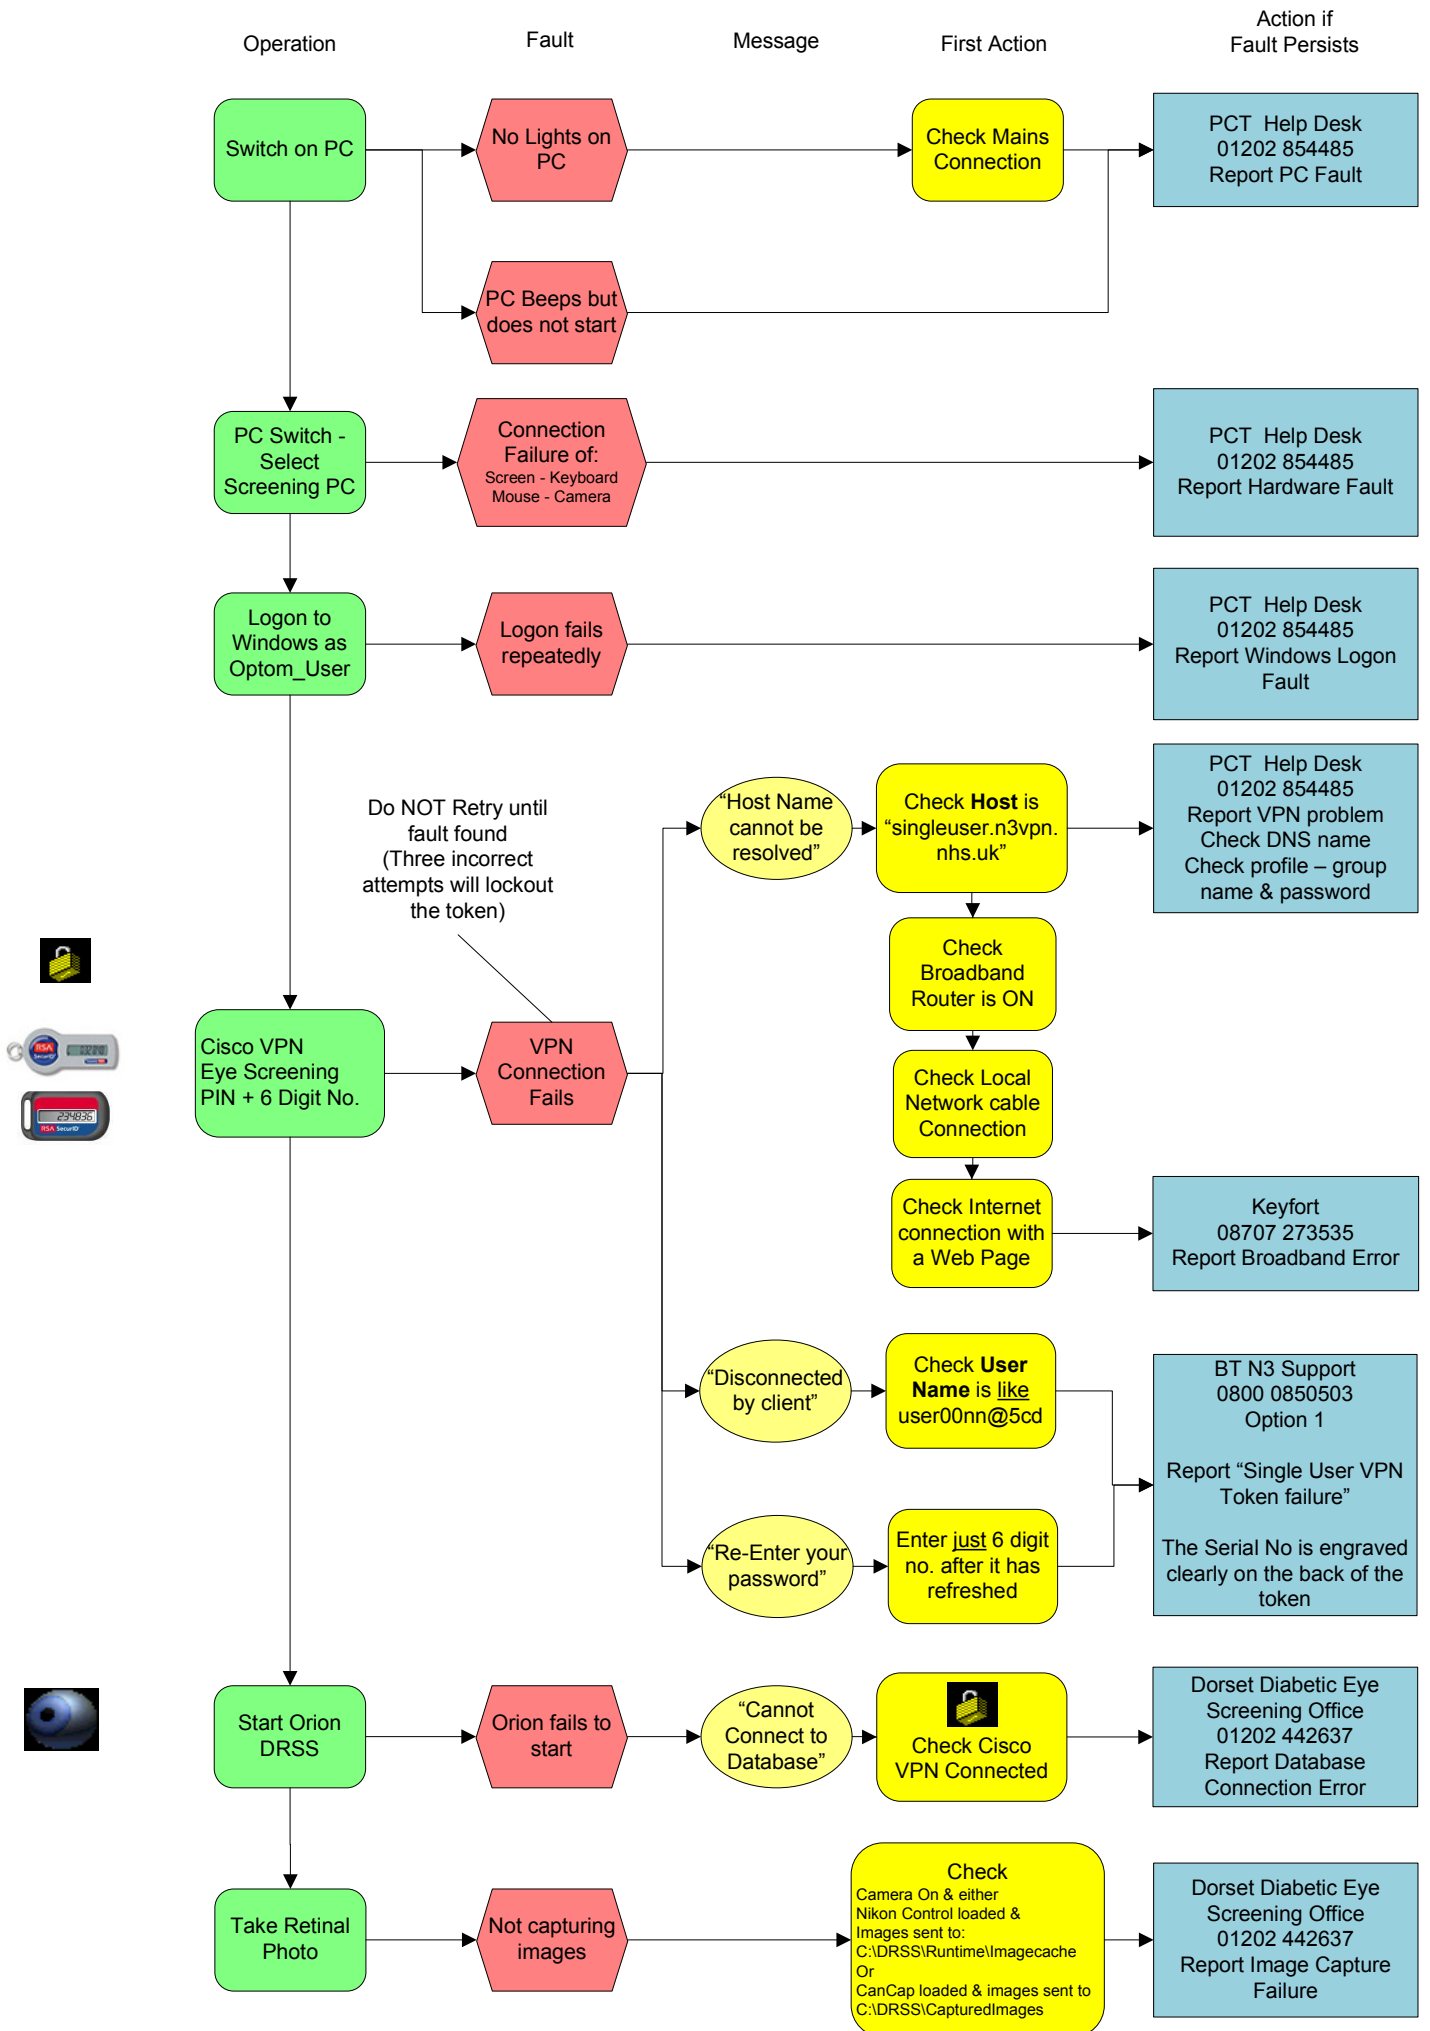 Operation
Fault
Message
First Action
Action if
Fault Persists
Switch on PC
No Lights on
PC
Check Mains
Connection
PCT  Help Desk
01202 854485
Report PC Fault
PC Beeps but
does not start
PC Switch -
Select
Screening PC
Connection
Failure of:
Screen - Keyboard
Mouse - Camera
PCT  Help Desk
01202 854485
Report Hardware Fault
Logon to
Windows as
Optom_User
Logon fails
repeatedly
PCT  Help Desk
01202 854485
Report Windows Logon
Fault
Do NOT Retry until
fault found
(Three incorrect
attempts will lockout
the token)
“Host Name
cannot be
resolved”
Check Host is
“singleuser.n3vpn.
nhs.uk”
PCT  Help Desk
01202 854485
Report VPN problem
Check DNS name
Check profile – group
name & password
Check
Broadband
Router is ON
RSA
SecurID
234836
RSA SecurID
Cisco VPN
Eye Screening
PIN + 6 Digit No.
VPN
Connection
Fails
Check Local
Network cable
Connection
Check Internet
connection with
a Web Page
Keyfort
08707 273535
Report Broadband Error
“Disconnected
by client”
Check User
Name is like
user00nn@5cd
BT N3 Support
0800 0850503
Option 1
Report “Single User VPN
Token failure”
The Serial No is engraved
clearly on the back of the
token
“Re-Enter your
password”
Enter just 6 digit
no. after it has
refreshed
Start Orion
DRSS
Orion fails to
start
“Cannot
Connect to
Database”
Check Cisco
VPN Connected
Dorset Diabetic Eye
Screening Office
01202 442637
Report Database
Connection Error
Take Retinal
Photo
Not capturing
images
Check
Camera On & either
Nikon Control loaded &
Images sent to:
C:\DRSS\Runtime\Imagecache
Or
CanCap loaded & images sent to
C:\DRSS\CapturedImages
Dorset Diabetic Eye
Screening Office
01202 442637
Report Image Capture
Failure